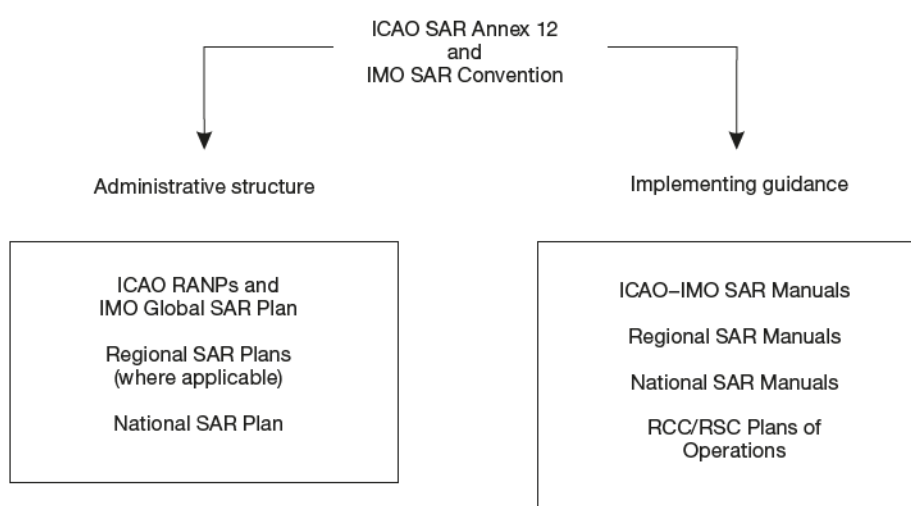 ICAO SAR Annex 12
and
IMO SAR Convention
Administrative structure
Implementing guidance
ICAO RANPs and
IMO Global SAR Plan
Regional SAR Plans
(where applicable)
National SAR Plan
ICAO–IMO SAR Manuals
Regional SAR Manuals
National SAR Manuals
RCC/RSC Plans of
Operations